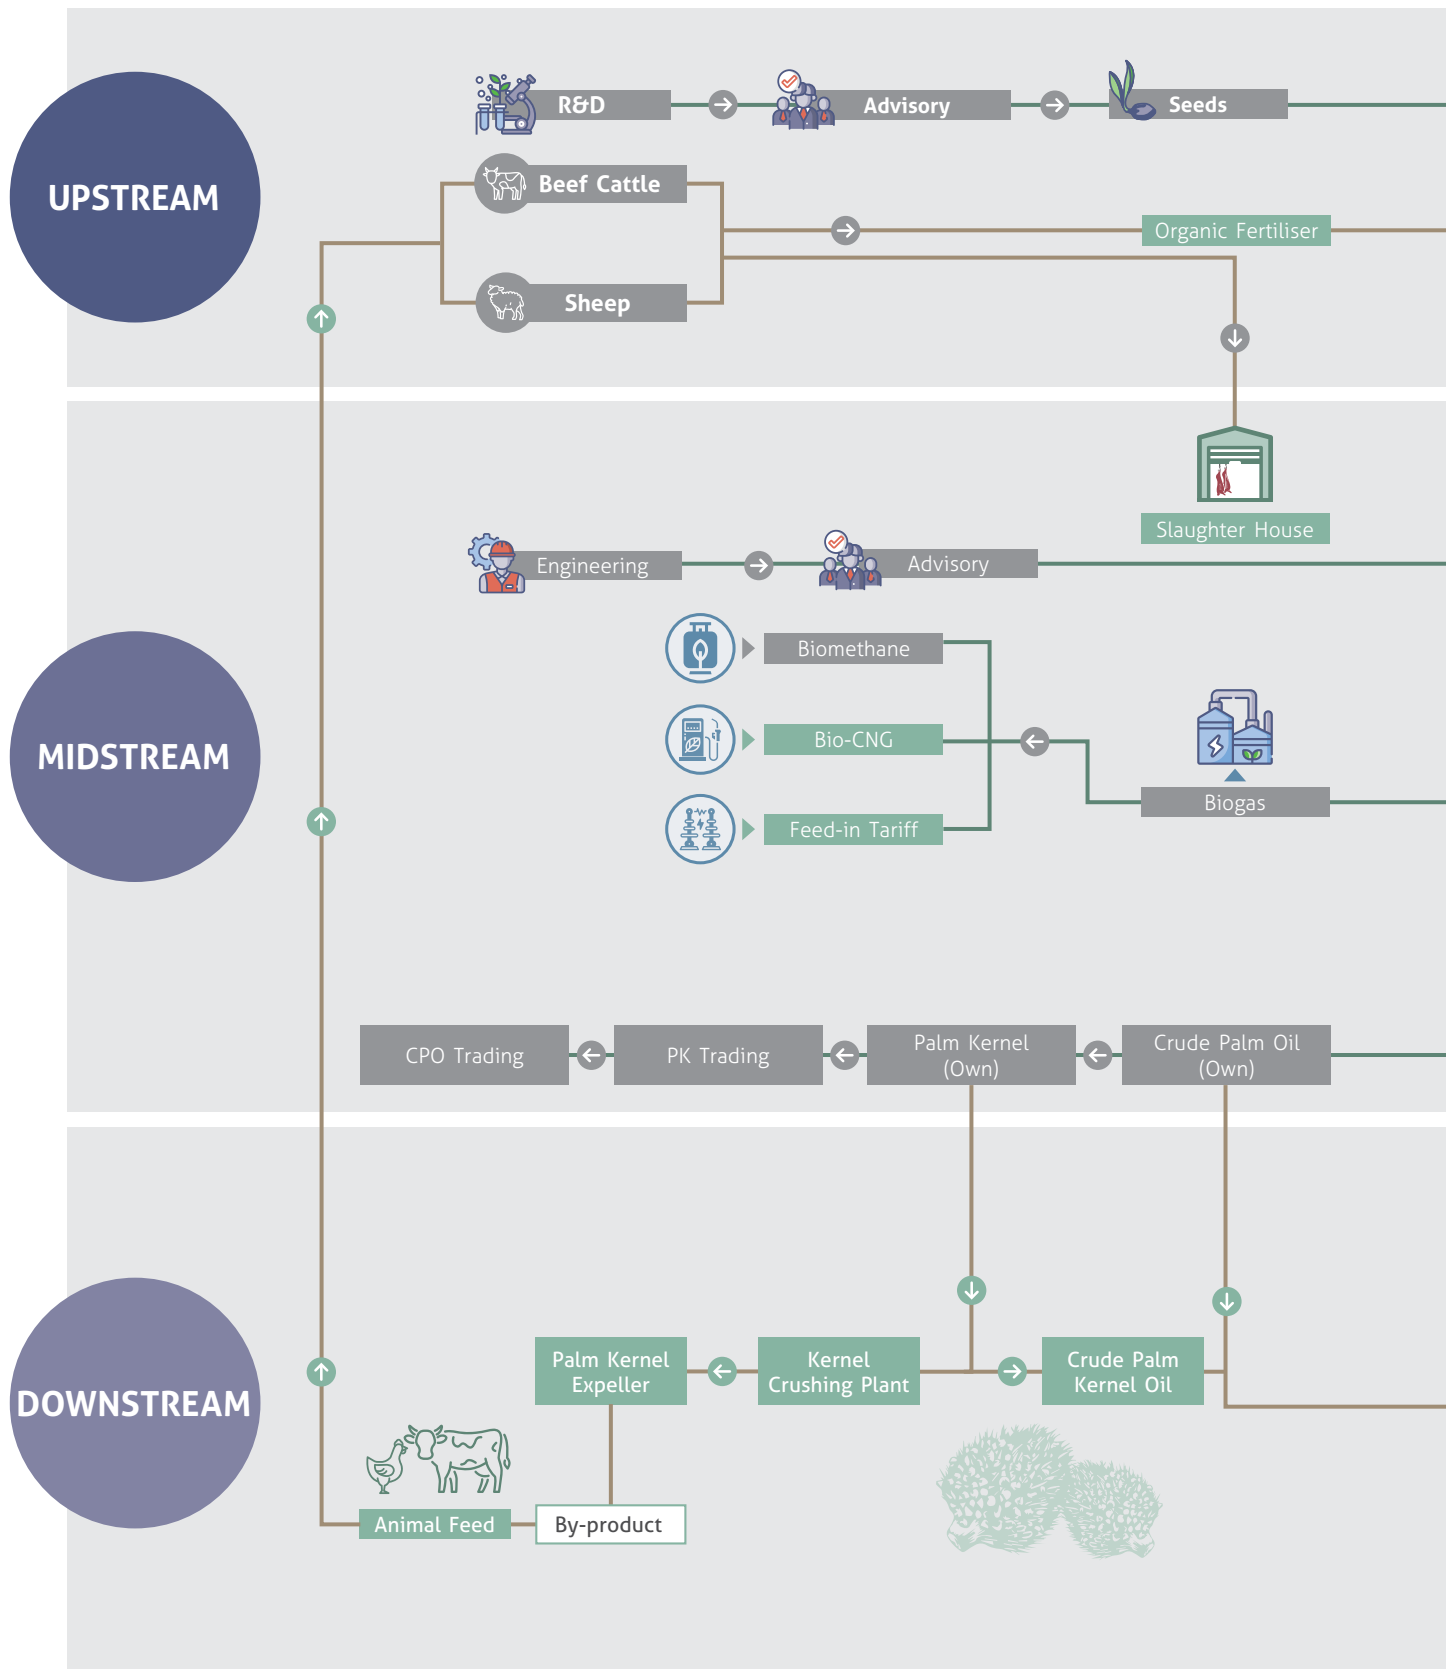 UPSTREAM
R&D
Advisory
Seeds
Beef Cattle
Organic Fertiliser
Sheep
MIDSTREAM
Slaughter House
Engineering
Advisory
Biomethane
Bio-CNG
Feed-in Tariff
Biogas
CPO Trading
PK Trading
Palm Kernel
(Own)
Crude Palm Oil
(Own)
DOWNSTREAM
Palm Kernel
Expeller
Kernel
Crushing Plant
Crude Palm
Kernel Oil
Animal Feed
By-product